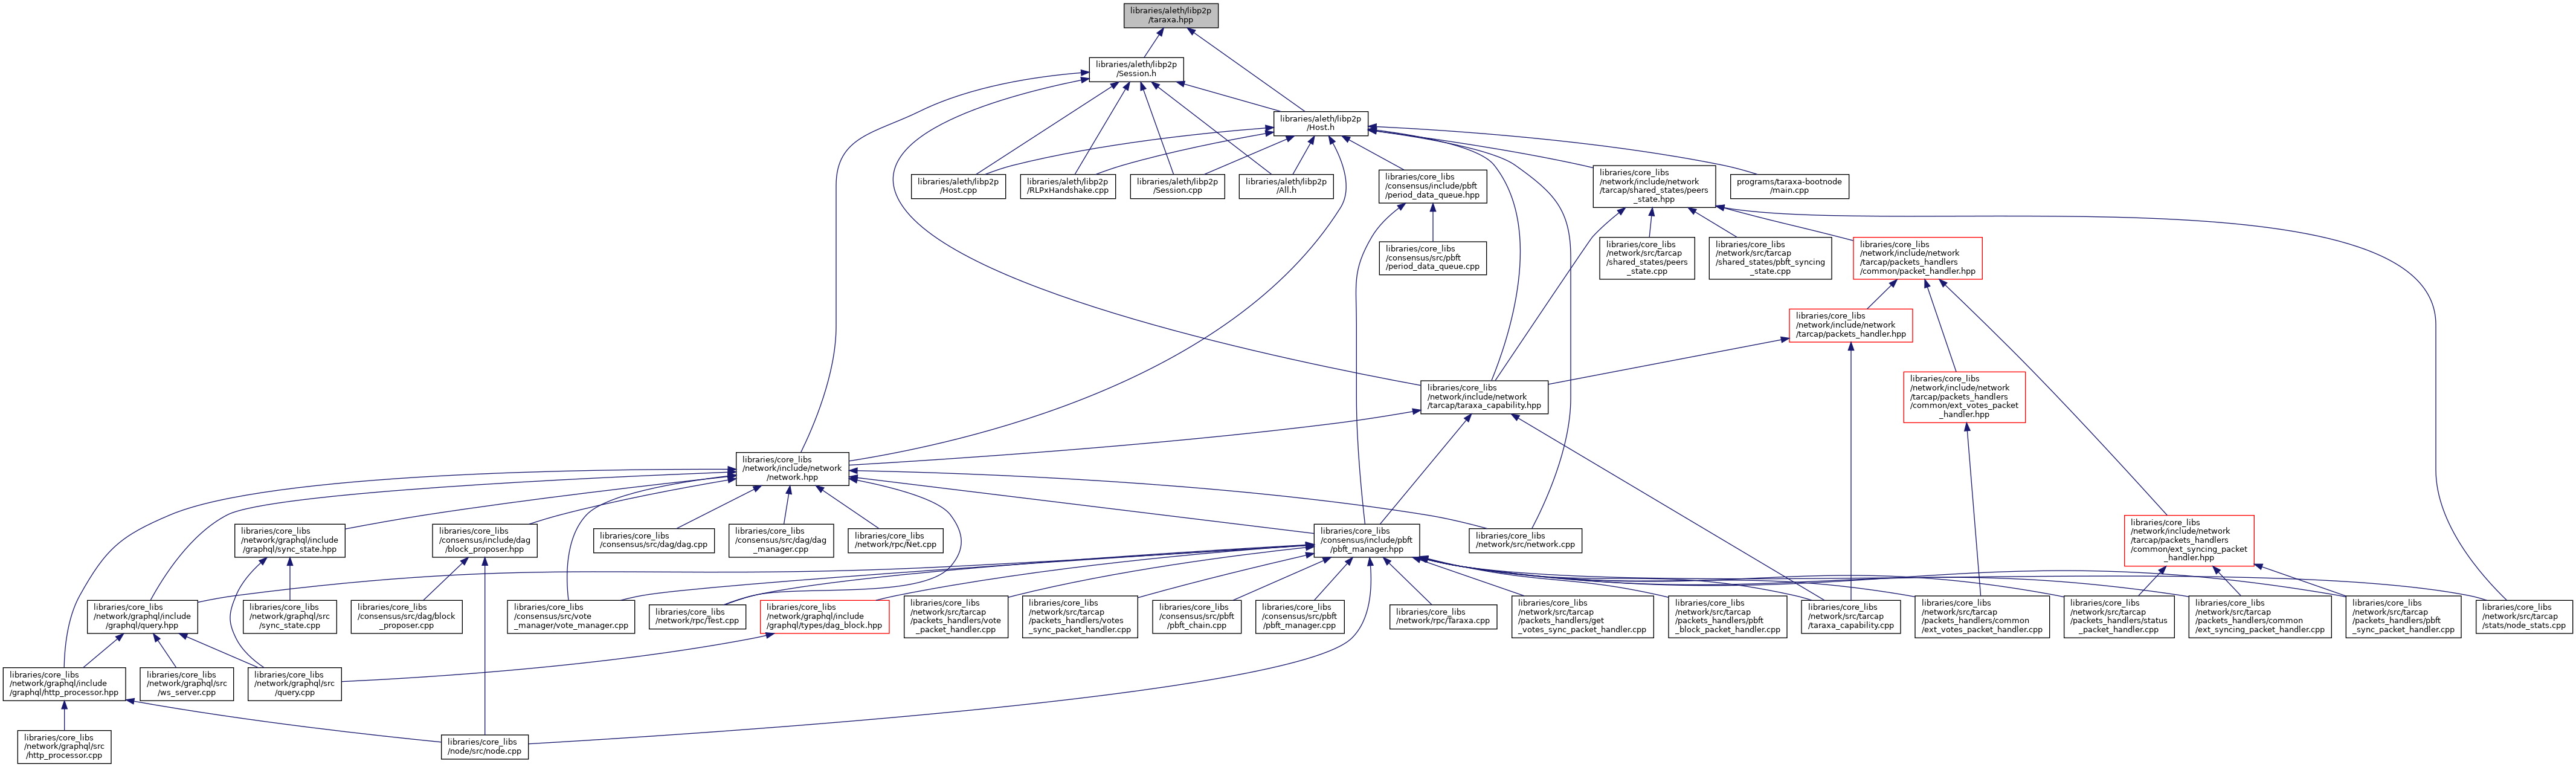 libraries/aleth/libp2p
/taraxa.hpp
libraries/aleth/libp2p
/Session.h
libraries/aleth/libp2p
/Host.h
libraries/aleth/libp2p
/Host.cpp
libraries/aleth/libp2p
/RLPxHandshake.cpp
libraries/aleth/libp2p
/Session.cpp
libraries/aleth/libp2p
/All.h
libraries/core_libs
/consensus/include/pbft
/period_data_queue.hpp
libraries/core_libs
/network/include/network
/tarcap/shared_states/peers
_state.hpp
programs/taraxa-bootnode
/main.cpp
libraries/core_libs
/consensus/src/pbft
/period_data_queue.cpp
libraries/core_libs
/network/src/tarcap
/shared_states/peers
_state.cpp
libraries/core_libs
/network/src/tarcap
/shared_states/pbft_syncing
_state.cpp
libraries/core_libs
/network/include/network
/tarcap/packets_handlers
/common/packet_handler.hpp
libraries/core_libs
/network/include/network
/tarcap/packets_handler.hpp
libraries/core_libs
/network/include/network
/tarcap/taraxa_capability.hpp
libraries/core_libs
/network/include/network
/tarcap/packets_handlers
/common/ext_votes_packet
_handler.hpp
libraries/core_libs
/network/include/network
/network.hpp
libraries/core_libs
/network/graphql/include
/graphql/sync_state.hpp
libraries/core_libs
/consensus/include/dag
/block_proposer.hpp
libraries/core_libs
/consensus/src/dag/dag.cpp
libraries/core_libs
/consensus/src/dag/dag
_manager.cpp
libraries/core_libs
/network/rpc/Net.cpp
libraries/core_libs
/consensus/include/pbft
/pbft_manager.hpp
libraries/core_libs
/network/src/network.cpp
libraries/core_libs
/network/include/network
/tarcap/packets_handlers
/common/ext_syncing_packet
_handler.hpp
libraries/core_libs
/network/graphql/include
/graphql/query.hpp
libraries/core_libs
/network/graphql/src
/sync_state.cpp
libraries/core_libs
/consensus/src/dag/block
_proposer.cpp
libraries/core_libs
/consensus/src/vote
_manager/vote_manager.cpp
libraries/core_libs
/network/rpc/Test.cpp
libraries/core_libs
/network/graphql/include
/graphql/types/dag_block.hpp
libraries/core_libs
/network/src/tarcap
/packets_handlers/vote
_packet_handler.cpp
libraries/core_libs
/network/src/tarcap
/packets_handlers/votes
_sync_packet_handler.cpp
libraries/core_libs
/consensus/src/pbft
/pbft_chain.cpp
libraries/core_libs
/consensus/src/pbft
/pbft_manager.cpp
libraries/core_libs
/network/rpc/Taraxa.cpp
libraries/core_libs
/network/src/tarcap
/packets_handlers/get
_votes_sync_packet_handler.cpp
libraries/core_libs
/network/src/tarcap
/packets_handlers/pbft
_block_packet_handler.cpp
libraries/core_libs
/network/src/tarcap
/taraxa_capability.cpp
libraries/core_libs
/network/src/tarcap
/packets_handlers/common
/ext_votes_packet_handler.cpp
libraries/core_libs
/network/src/tarcap
/packets_handlers/status
_packet_handler.cpp
libraries/core_libs
/network/src/tarcap
/packets_handlers/common
/ext_syncing_packet_handler.cpp
libraries/core_libs
/network/src/tarcap
/packets_handlers/pbft
_sync_packet_handler.cpp
libraries/core_libs
/network/src/tarcap
/stats/node_stats.cpp
libraries/core_libs
/network/graphql/include
/graphql/http_processor.hpp
libraries/core_libs
/network/graphql/src
/ws_server.cpp
libraries/core_libs
/network/graphql/src
/query.cpp
libraries/core_libs
/network/graphql/src
/http_processor.cpp
libraries/core_libs
/node/src/node.cpp